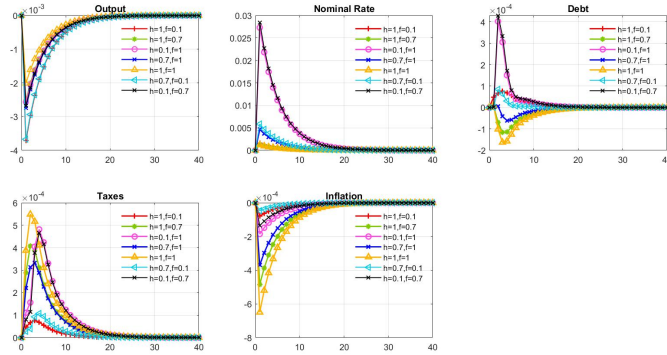 Output
0
-1
-2
-3
-4
×10-3
0 10 20 30 40
h=1,f=0.1
h=1,f=0.7
h=0.1,f=1
h=0.7,f=1
h=1,f=1
h=0.7,f=0.1
h=0.1,f=0.7
Nominal Rate
0.03
0.025
0.02
0.015
0.01
0.005
0
0 10 20 30 40
h=1,f=0.1
h=1,f=0.7
h=0.1,f=1
h=0.7,f=1
h=1,f=1
h=0.7,f=0.1
h=0.1,f=0.7
Debt
×10-4
4
2
0
-2
0 10 20 30 40
h=1,f=0.1
h=1,f=0.7
h=0.1,f=1
h=0.7,f=1
h=1,f=1
h=0.7,f=0.1
h=0.1,f=0.7
Taxes
×10-4
6
5
4
3
2
1
0
0 10 20 30 40
h=1,f=0.1
h=1,f=0.7
h=0.1,f=1
h=0.7,f=1
h=1,f=1
h=0.7,f=0.1
h=0.1,f=0.7
Inflation
×10-4
0
-2
-4
-6
-8
0 10 20 30 40
h=1,f=0.1
h=1,f=0.7
h=0.1,f=1
h=0.7,f=1
h=1,f=1
h=0.7,f=0.1
h=0.1,f=0.7